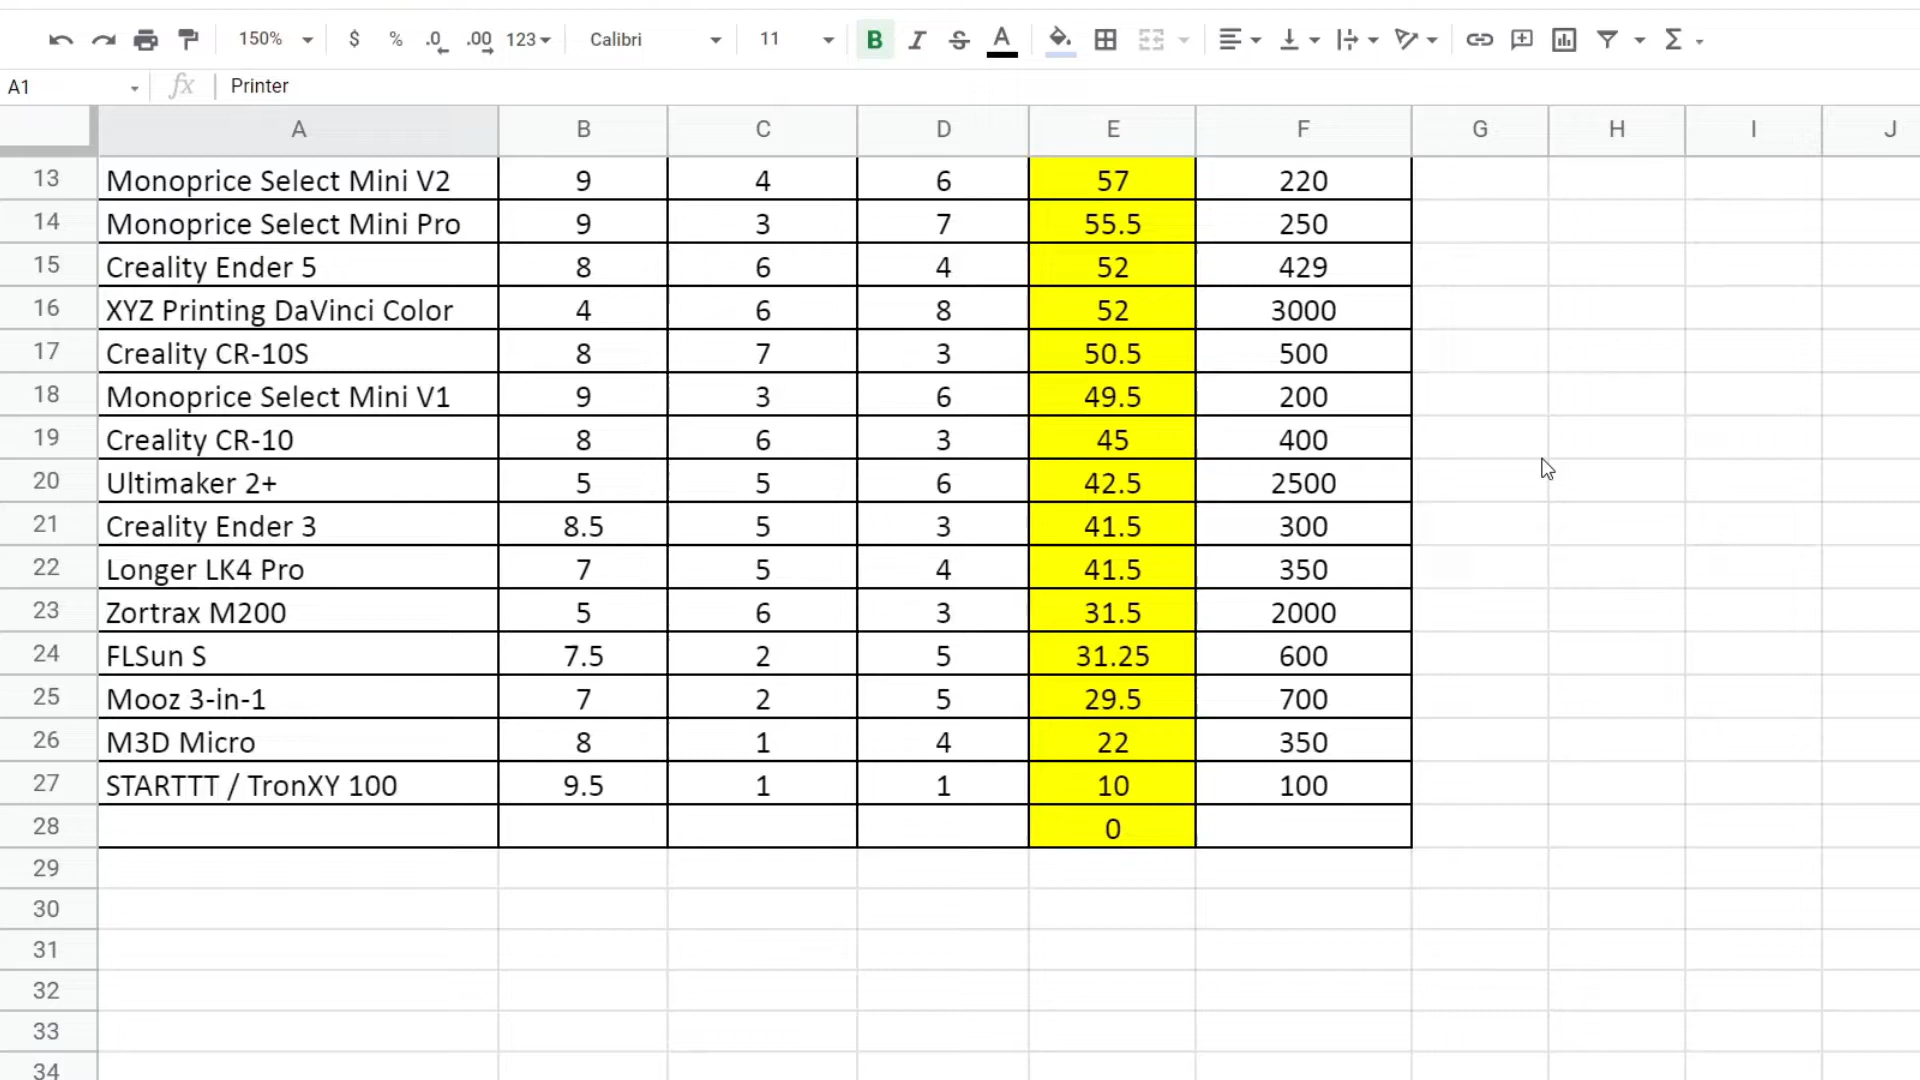 150% $ % .0 .00 123 Calibri 11 B I S A Σ
A1 fx Printer
A B C D E F G H I J
13 Monoprice Select Mini V2 9 4 6 57 220
14 Monoprice Select Mini Pro 9 3 7 55.5 250
15 Creality Ender 5 8 6 4 52 429
16 XYZ Printing DaVinci Color 4 6 8 52 3000
17 Creality CR-10S 8 7 3 50.5 500
18 Monoprice Select Mini V1 9 3 6 49.5 200
19 Creality CR-10 8 6 3 45 400
20 Ultimaker 2+ 5 5 6 42.5 2500
21 Creality Ender 3 8.5 5 3 41.5 300
22 Longer LK4 Pro 7 5 4 41.5 350
23 Zortrax M200 5 6 3 31.5 2000
24 FLSun S 7.5 2 5 31.25 600
25 Mooz 3-in-1 7 2 5 29.5 700
26 M3D Micro 8 1 4 22 350
27 STARTTT / TronXY 100 9.5 1 1 10 100
28 0
29
30
31
32
33
34